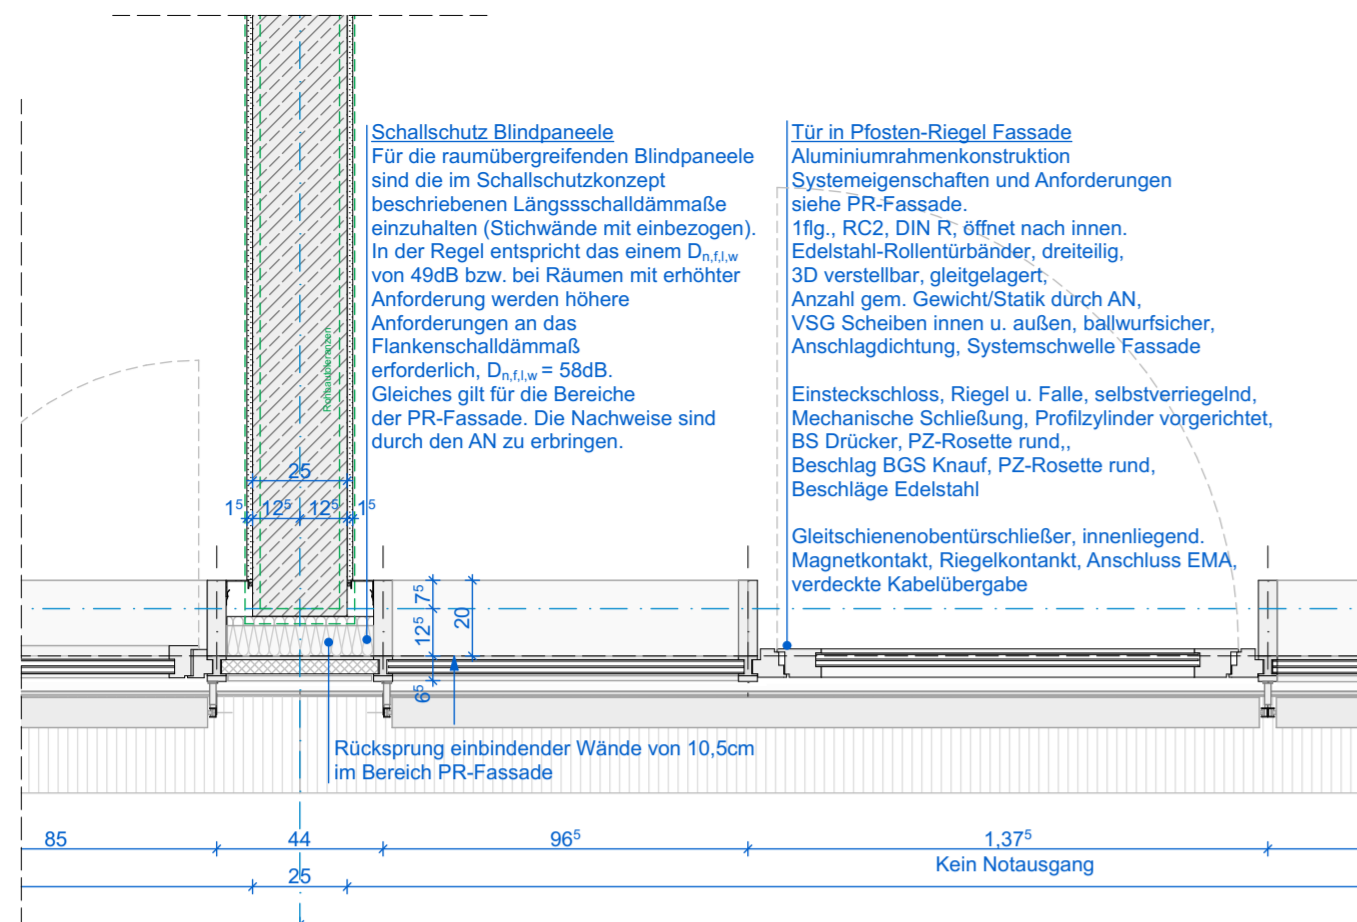 Schallschutz Blindpaneele
Für die raumübergreifenden Blindpaneele
sind die im Schallschutzkonzept
beschriebenen Längssschalldämmaße
einzuhalten (Stichwände mit einbezogen).
In der Regel entspricht das einem Dn,f,l,w
von 49dB bzw. bei Räumen mit erhöhter
Anforderung werden höhere
Anforderungen an das
Flankenschalldämmaß
erforderlich, Dn,f,l,w = 58dB.
Gleiches gilt für die Bereiche
der PR-Fassade. Die Nachweise sind
durch den AN zu erbringen.
Tür in Pfosten-Riegel Fassade
Aluminiumrahmenkonstruktion
Systemeigenschaften und Anforderungen
siehe PR-Fassade.
1flg., RC2, DIN R, öffnet nach innen.
Edelstahl-Rollentürbänder, dreiteilig,
3D verstellbar, gleitgelagert,
Anzahl gem. Gewicht/Statik durch AN,
VSG Scheiben innen u. außen, ballwurfsicher,
Anschlagdichtung, Systemschwelle Fassade
Einsteckschloss, Riegel u. Falle, selbstverriegelnd,
Mechanische Schließung, Profilzylinder vorgerichtet,
BS Drücker, PZ-Rosette rund,,
Beschlag BGS Knauf, PZ-Rosette rund,
Beschläge Edelstahl
Gleitschienenobentürschließer, innenliegend.
Magnetkontakt, Riegelkontankt, Anschluss EMA,
verdeckte Kabelübergabe
Rohbautoleranzen
25
1⁵ 12⁵ 12⁵ 1⁵
7⁵
12⁵
20
6⁵
Rücksprung einbindender Wände von 10,5cm
im Bereich PR-Fassade
85 44 96⁵ 1,37⁵
Kein Notausgang
25